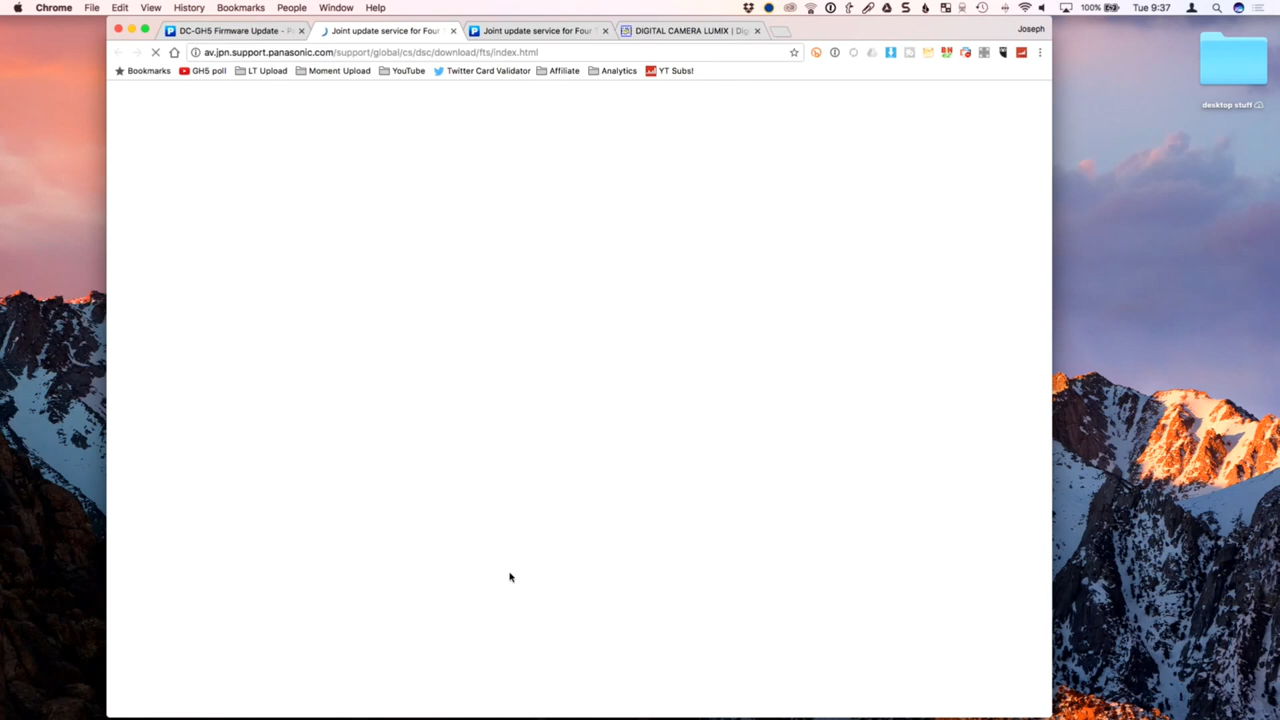 Chrome File Edit View History Bookmarks People Window Help 100% Tue 9:37
DC-GH5 Firmware Update - P Joint update service for Four Joint update service for Four T DIGITAL CAMERA LUMIX | Dig Joseph
av.jpn.support.panasonic.com/support/global/cs/dsc/download/fts/index.html
Bookmarks GH5 poll LT Upload Moment Upload YouTube Twitter Card Validator Affiliate Analytics YT Subs!
desktop stuff